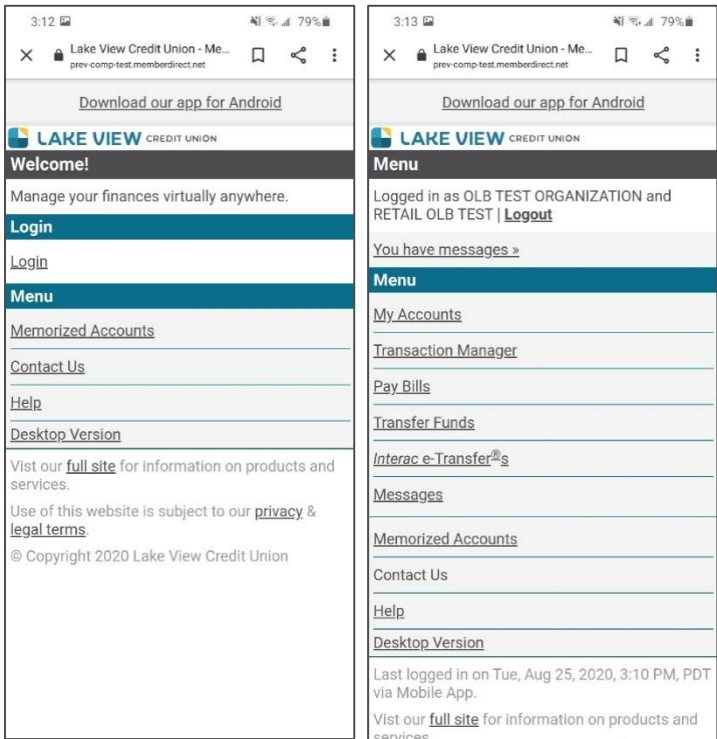 3:12
79%
Lake View Credit Union - Me...
prev-comp-test.memberdirect.net
Download our app for Android
LAKE VIEW CREDIT UNION
Welcome!
Manage your finances virtually anywhere.
Login
Login
Menu
Memorized Accounts
Contact Us
Help
Desktop Version
Vist our full site for information on products and
services.
Use of this website is subject to our privacy &
legal terms.
© Copyright 2020 Lake View Credit Union
3:13
79%
Lake View Credit Union - Me...
prev-comp-test.memberdirect.net
Download our app for Android
LAKE VIEW CREDIT UNION
Menu
Logged in as OLB TEST ORGANIZATION and
RETAIL OLB TEST | Logout
You have messages »
Menu
My Accounts
Transaction Manager
Pay Bills
Transfer Funds
Interac e-Transfer®s
Messages
Memorized Accounts
Contact Us
Help
Desktop Version
Last logged in on Tue, Aug 25, 2020, 3:10 PM, PDT
via Mobile App.
Vist our full site for information on products and
services.